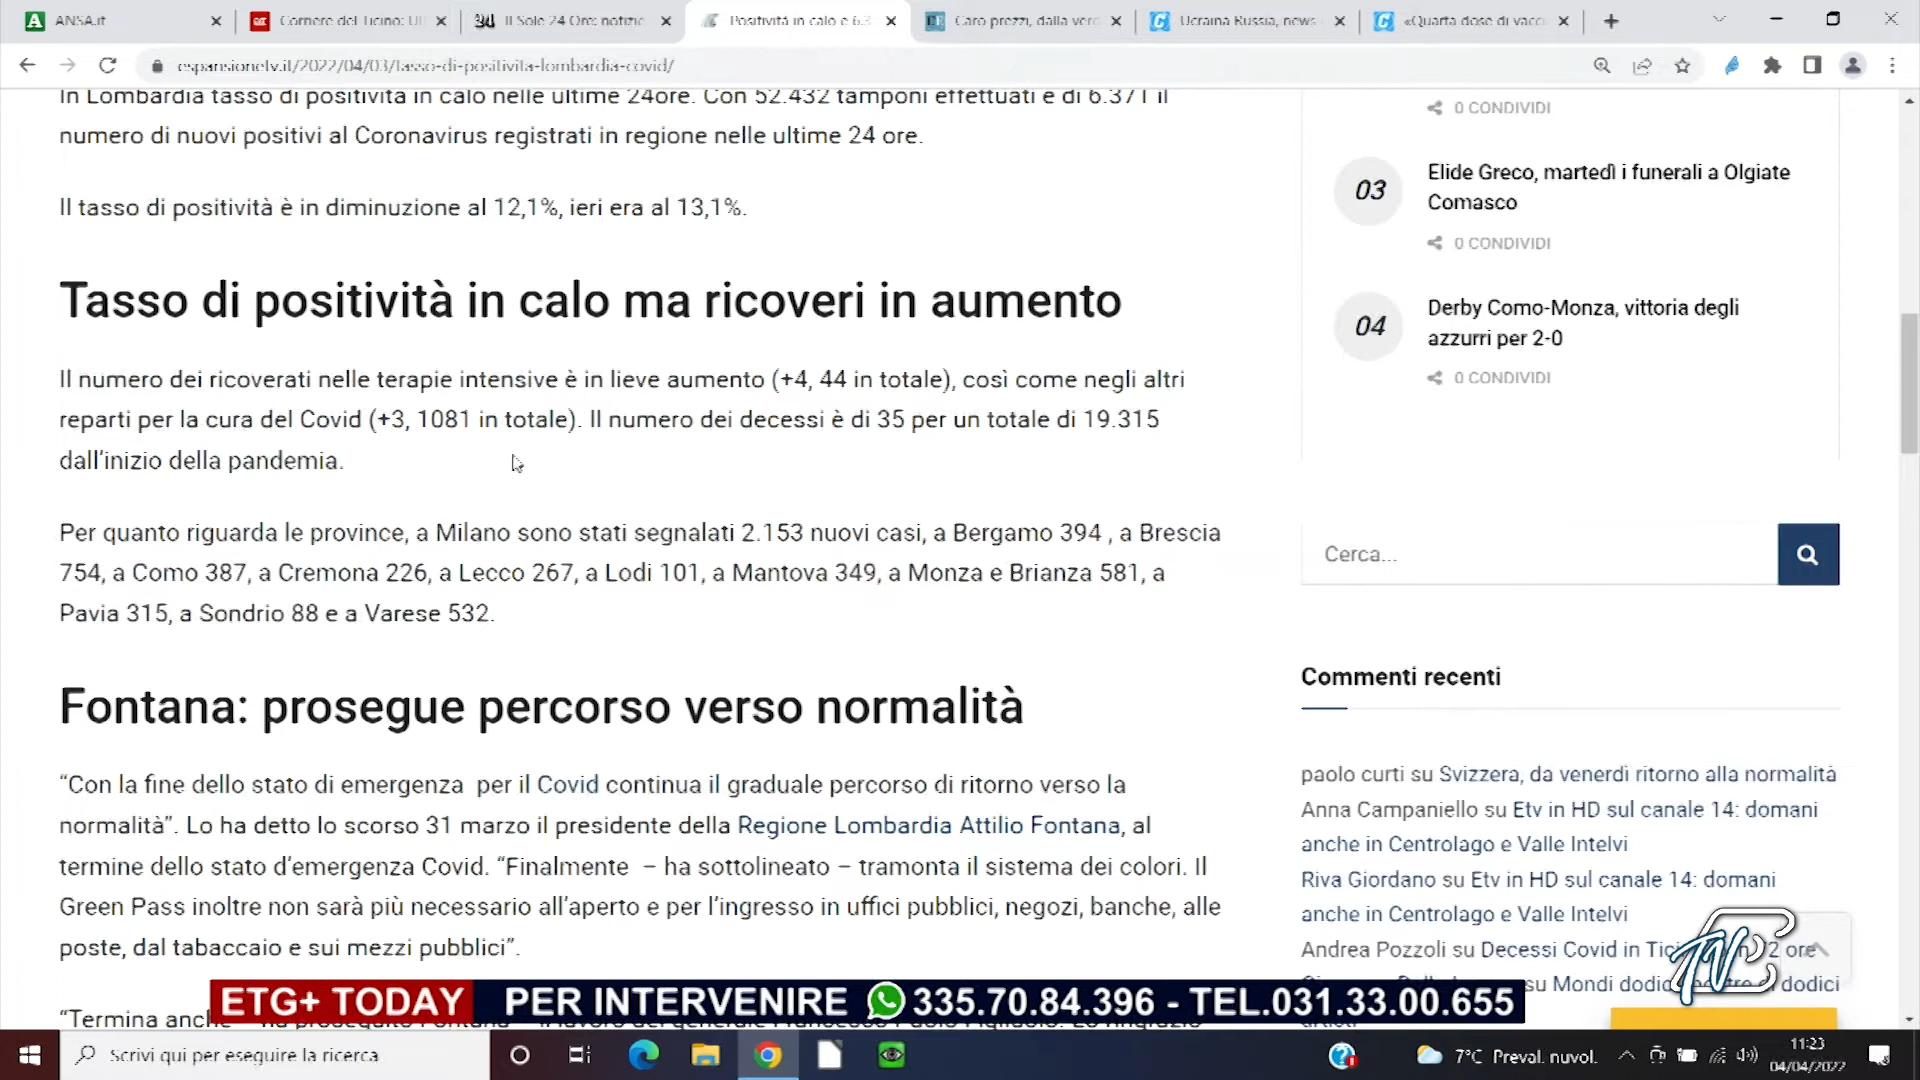 ANSA.it
Corriere del Ticino: Ul
Il Sole 24 Ore: notizie
Positività in calo e 6.3
Caro prezzi, dalla verd
Ucraina Russia, news
«Quarta dose di vacc
espansionetv.it/2022/04/03/tasso-di-positivita-lombardia-covid/
In Lombardia tasso di positività in calo nelle ultime 24ore. Con 52.432 tamponi effettuati è di 6.371 il
numero di nuovi positivi al Coronavirus registrati in regione nelle ultime 24 ore.
Il tasso di positività è in diminuzione al 12,1%, ieri era al 13,1%.
Tasso di positività in calo ma ricoveri in aumento
Il numero dei ricoverati nelle terapie intensive è in lieve aumento (+4, 44 in totale), così come negli altri
reparti per la cura del Covid (+3, 1081 in totale). Il numero dei decessi è di 35 per un totale di 19.315
dall'inizio della pandemia.
Per quanto riguarda le province, a Milano sono stati segnalati 2.153 nuovi casi, a Bergamo 394 , a Brescia
754, a Como 387, a Cremona 226, a Lecco 267, a Lodi 101, a Mantova 349, a Monza e Brianza 581, a
Pavia 315, a Sondrio 88 e a Varese 532.
Fontana: prosegue percorso verso normalità
“Con la fine dello stato di emergenza per il Covid continua il graduale percorso di ritorno verso la
normalità”. Lo ha detto lo scorso 31 marzo il presidente della Regione Lombardia Attilio Fontana, al
termine dello stato d'emergenza Covid. “Finalmente – ha sottolineato – tramonta il sistema dei colori. Il
Green Pass inoltre non sarà più necessario all'aperto e per l'ingresso in uffici pubblici, negozi, banche, alle
poste, dal tabaccaio e sui mezzi pubblici”.
“Termina anche
0 CONDIVIDI
03
Elide Greco, martedì i funerali a Olgiate
Comasco
0 CONDIVIDI
04
Derby Como-Monza, vittoria degli
azzurri per 2-0
0 CONDIVIDI
Cerca...
Commenti recenti
paolo curti su Svizzera, da venerdì ritorno alla normalità
Anna Campaniello su Etv in HD sul canale 14: domani
anche in Centrolago e Valle Intelvi
Riva Giordano su Etv in HD sul canale 14: domani
anche in Centrolago e Valle Intelvi
Andrea Pozzoli su Decessi Covid in ore
su Mondi dodici
ETG+ TODAY PER INTERVENIRE 335.70.84.396 - TEL.031.33.00.655
Scrivi qui per eseguire la ricerca
7°C Preval. nuvol.
11:23
04/04/2022